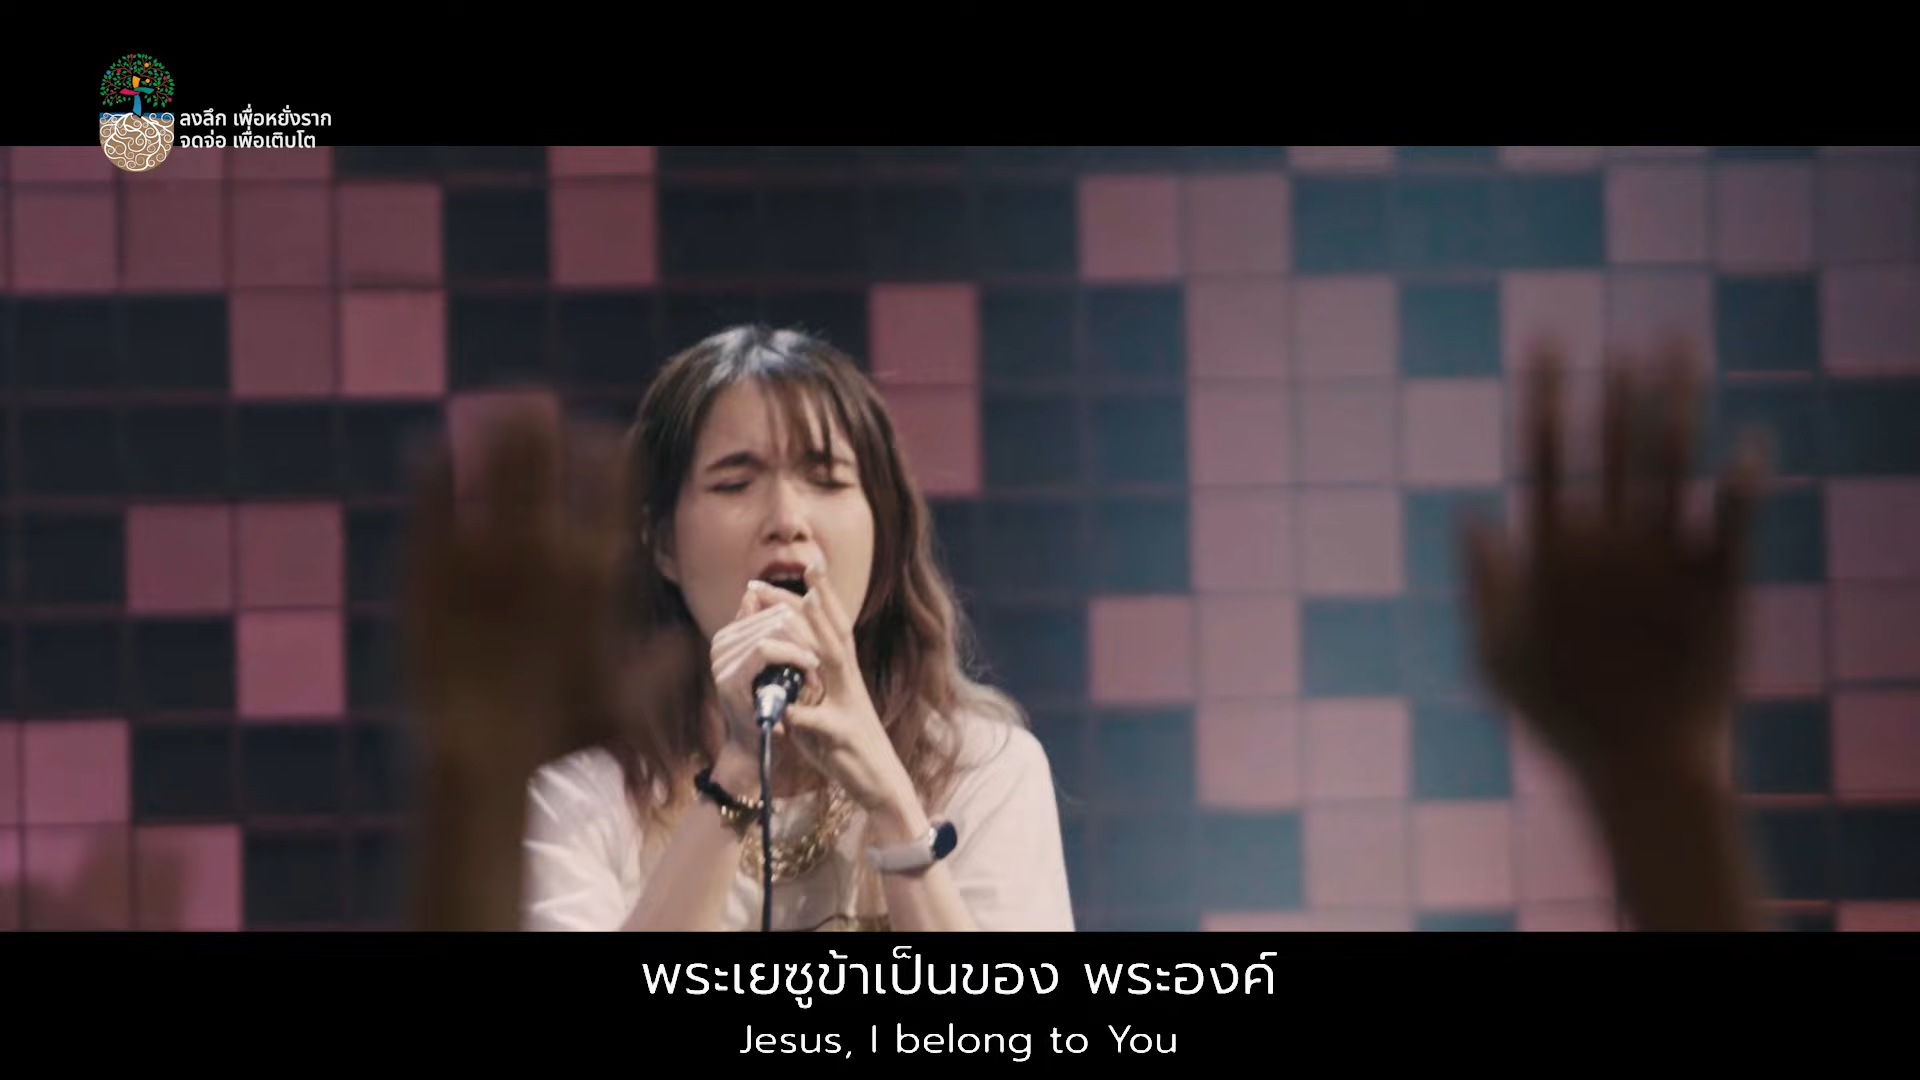 ลงลึก เพื่อหยั่งราก
จดจ่อ เพื่อเติบโต
พระเยซูข้าเป็นของ พระองค์
Jesus, I belong to You